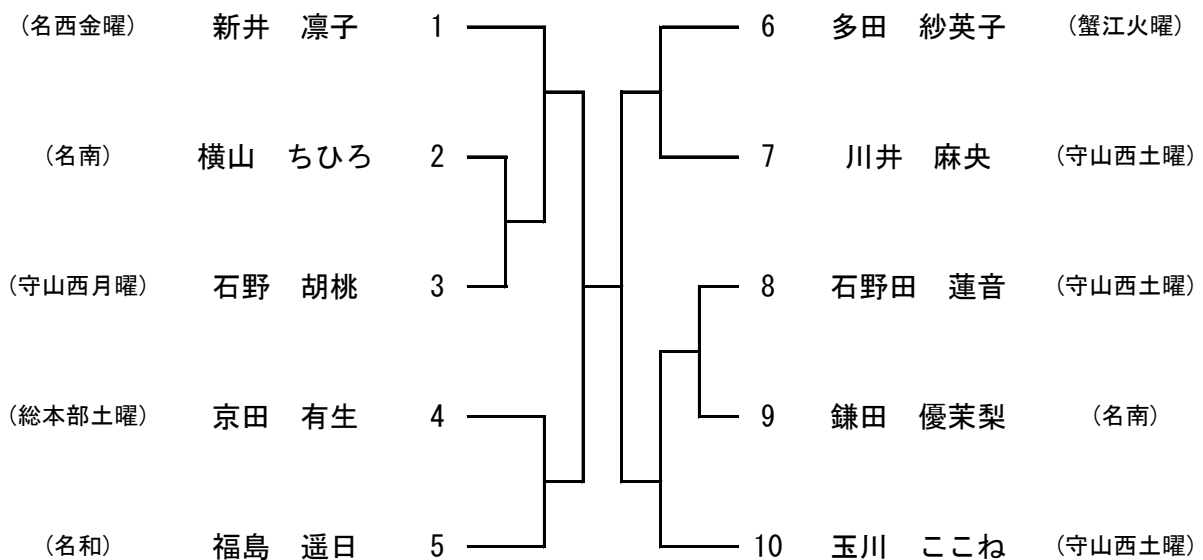 (名西金曜) 新井 凛子 1
(名南) 横山 ちひろ 2
(守山西月曜) 石野 胡桃 3
(総本部土曜) 京田 有生 4
(名和) 福島 遥日 5
6 多田 紗英子 (蟹江火曜)
7 川井 麻央 (守山西土曜)
8 石野田 蓮音 (守山西土曜)
9 鎌田 優茉梨 (名南)
10 玉川 ここね (守山西土曜)